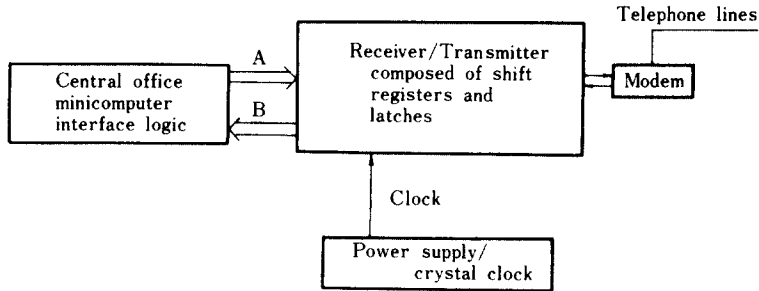 Telephone lines
A
Receiver/Transmitter
composed of shift
registers and
latches
Modem
Central office
minicomputer
interface logic
B
Clock
Power supply/
crystal clock